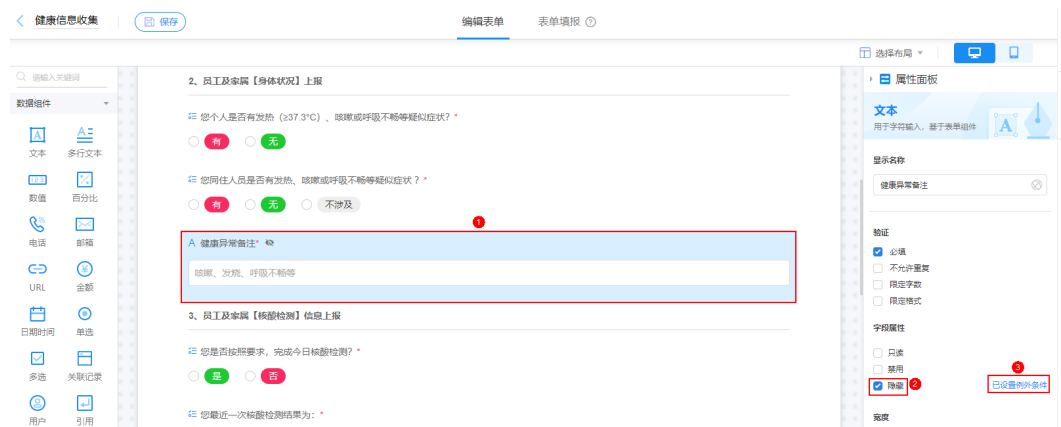 健康信息收集
保存
编辑表单
表单填报
选择布局
请输入关键词
数据组件
A
文本
A
多行文本
123
数值
%
百分比
电话
邮箱
URL
¥
金额
日期时间
单选
多选
关联记录
用户
引用
2、员工及家属【身体状况】上报
您个人是否有发热（≥37.3°C）、咳嗽或呼吸不畅等疑似症状？*
有
无
您同住人员是否有发热、咳嗽或呼吸不畅等疑似症状？*
有
无
不涉及
1
A 健康异常备注*
咳嗽、发烧、呼吸不畅等
3、员工及家属【核酸检测】信息上报
您是否按照要求，完成今日核酸检测？*
是
否
您最近一次核酸检测结果为：*
属性面板
文本
用于字符输入，基于表单组件
A
显示名称
健康异常备注
验证
必填
不允许重复
限定字数
限定格式
字段属性
只读
禁用
隐藏
2
3
已设置例外条件
宽度